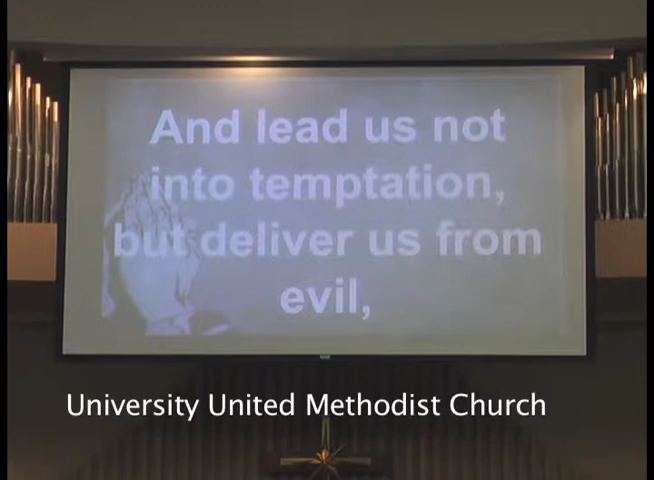 And lead us not
into temptation,
but deliver us from
evil,
University United Methodist Church